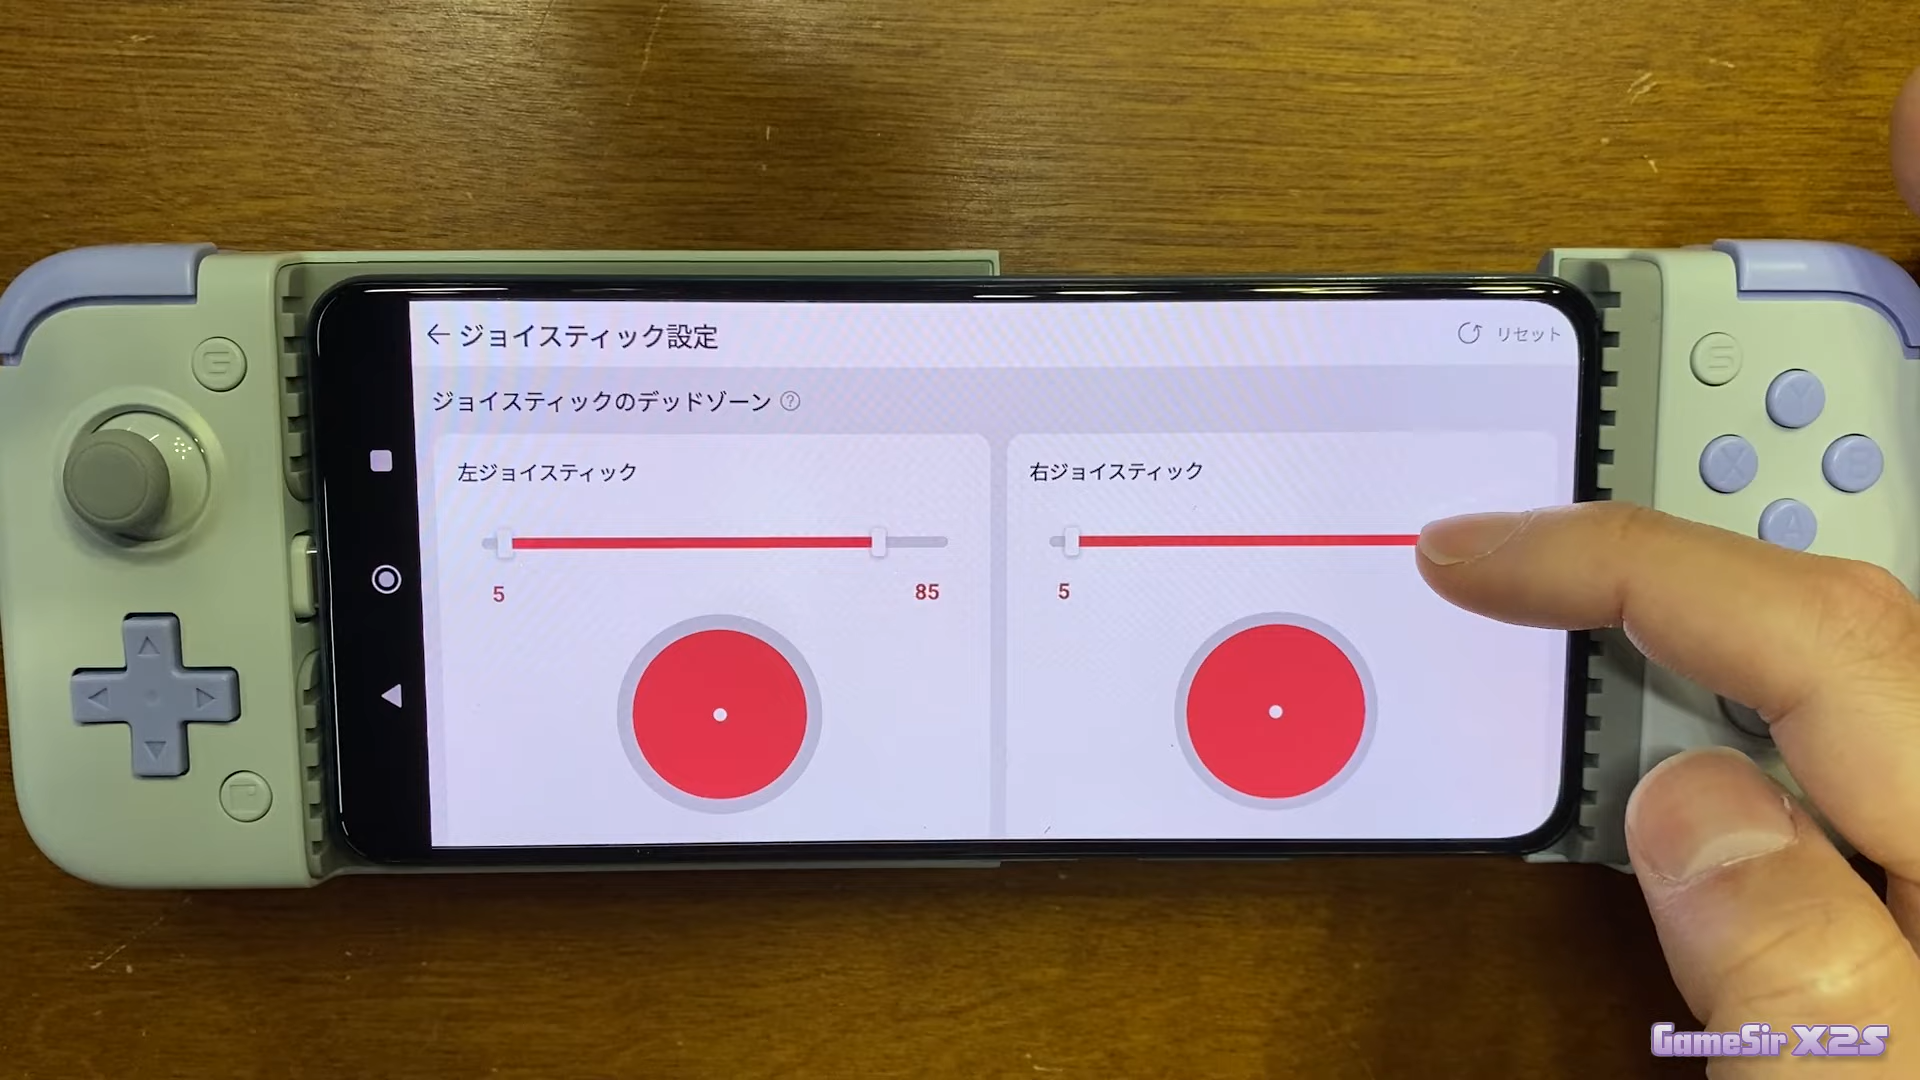 ジョイスティック設定
リセット
ジョイスティックのデッドゾーン ?
左ジョイスティック
右ジョイスティック
5
85
5
Y
X
B
A
S
GameSir X2S